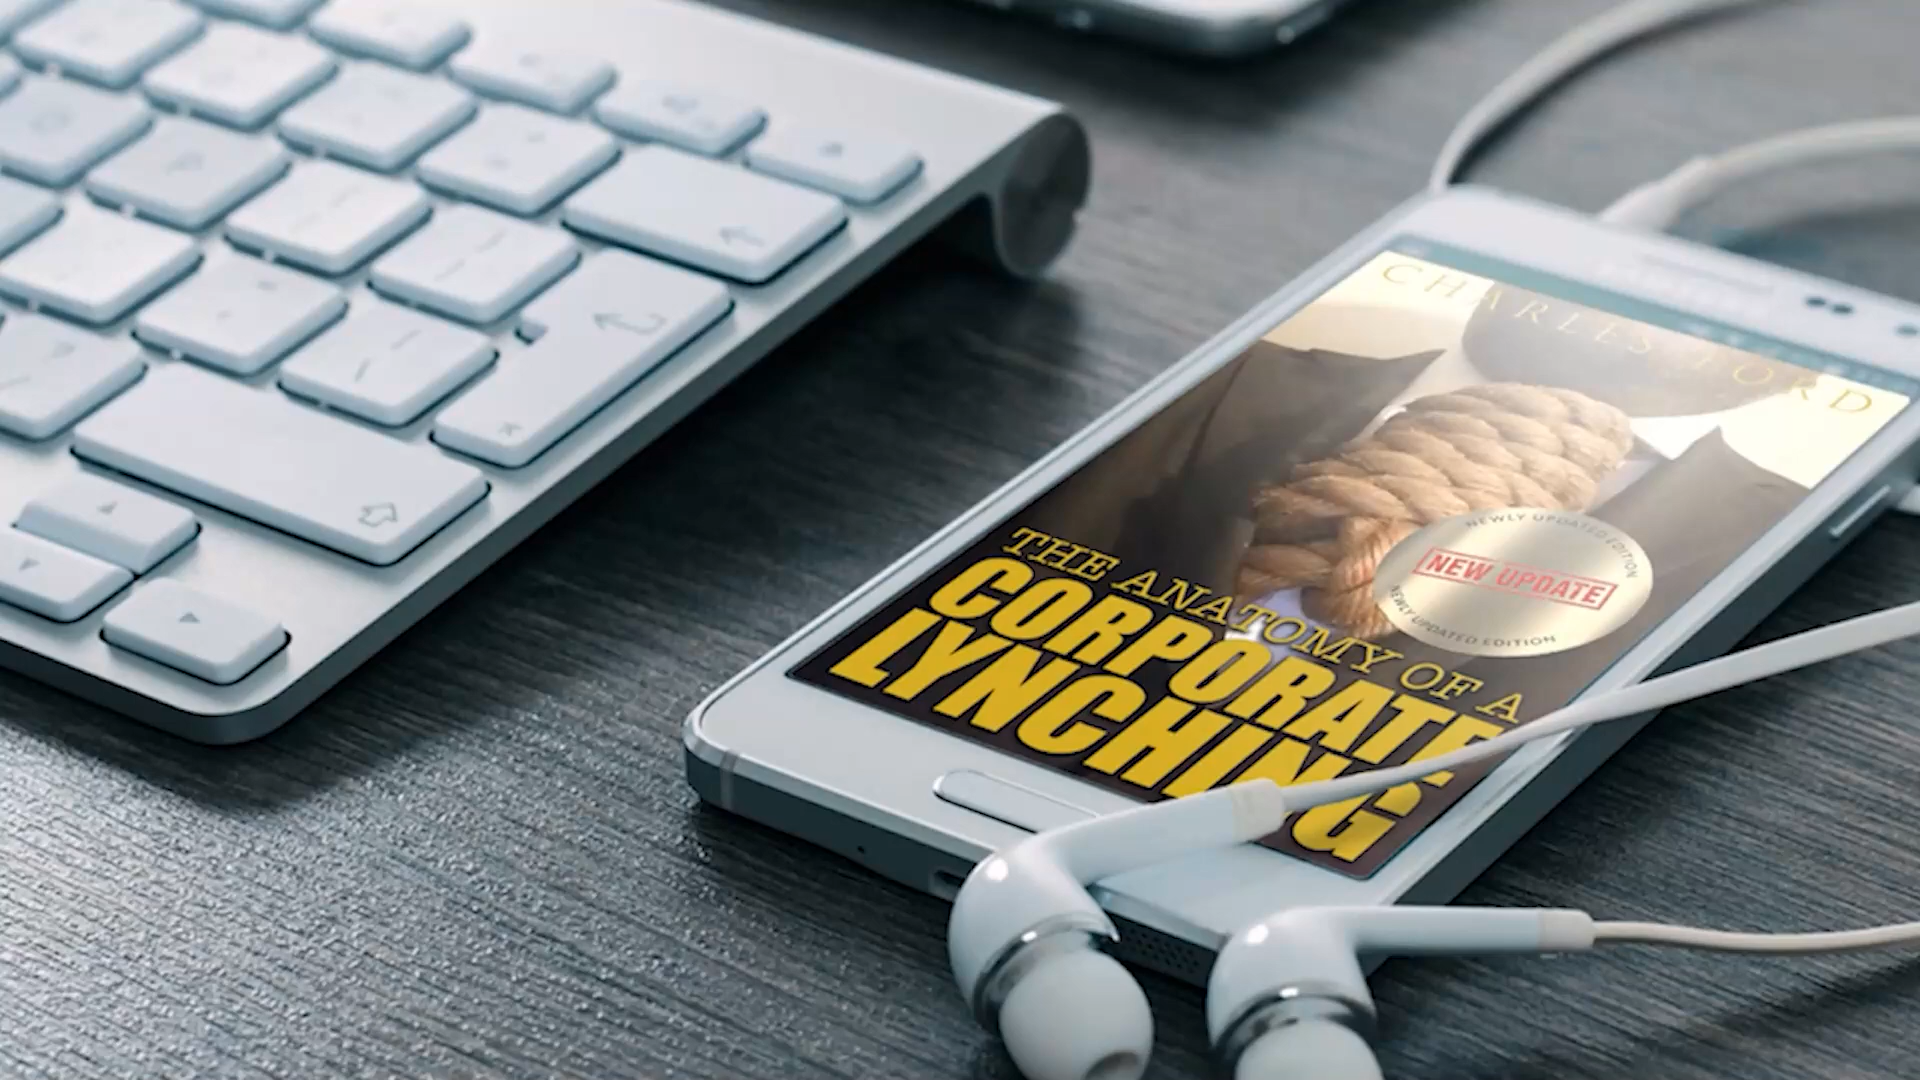 CHARLES FORD
NEWLY UPDATED EDITION
NEW UPDATE
NEWLY UPDATED EDITION
THE ANATOMY OF A
CORPORATE
LYNCHING